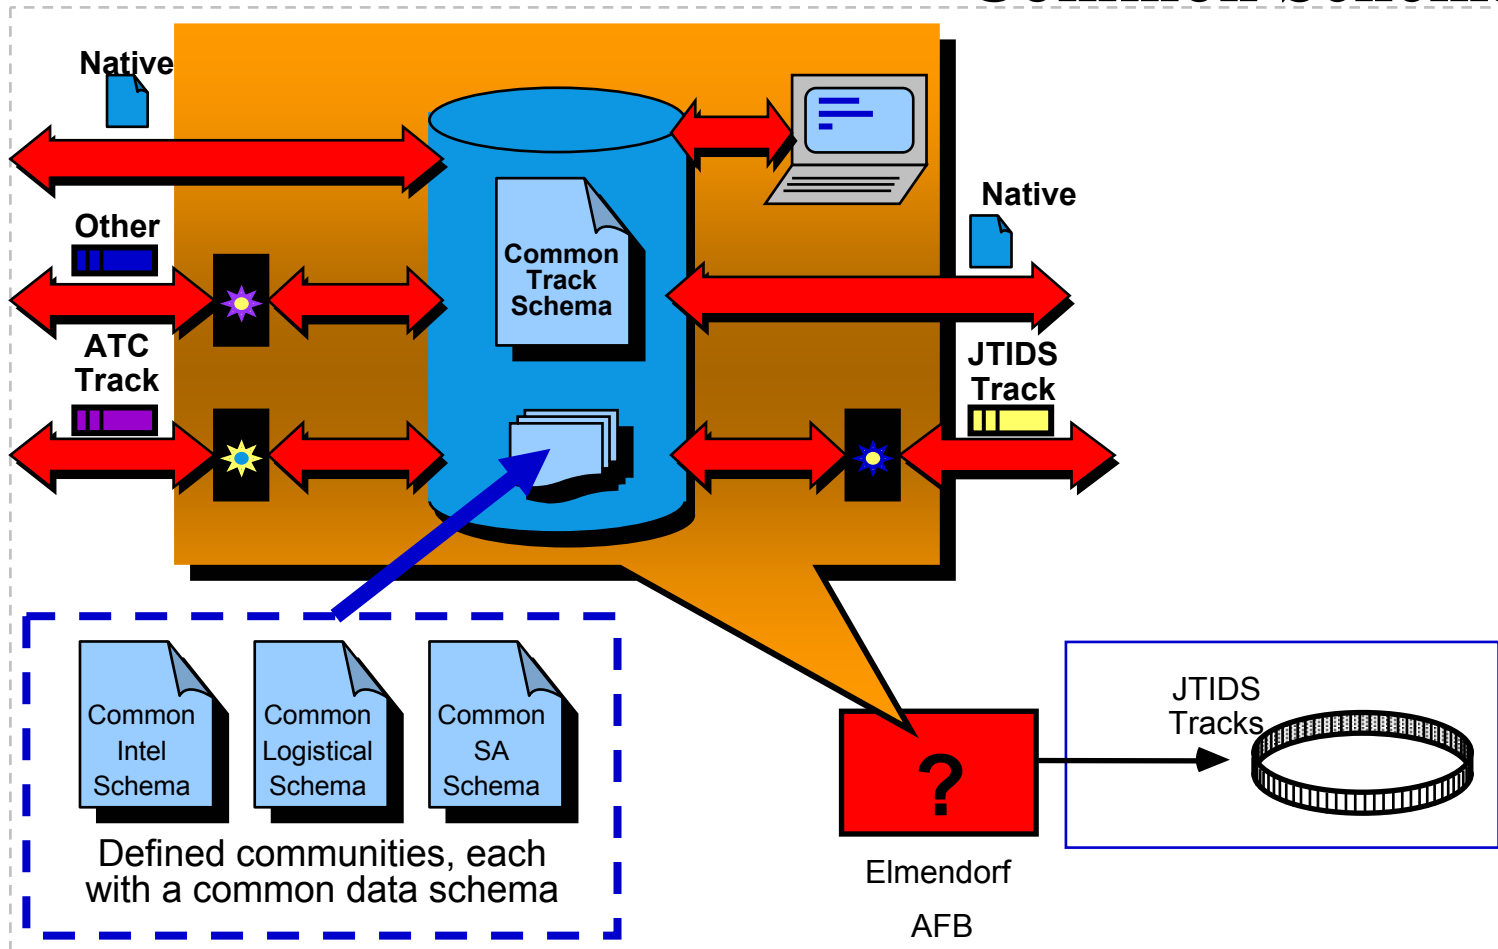 Native
Other
ATC
Track
Common
Track
Schema
Native
JTIDS
Track
Common
Intel
Schema
Common
Logistical
Schema
Common
SA
Schema
Defined communities, each
with a common data schema
?
Elmendorf
AFB
JTIDS
Tracks